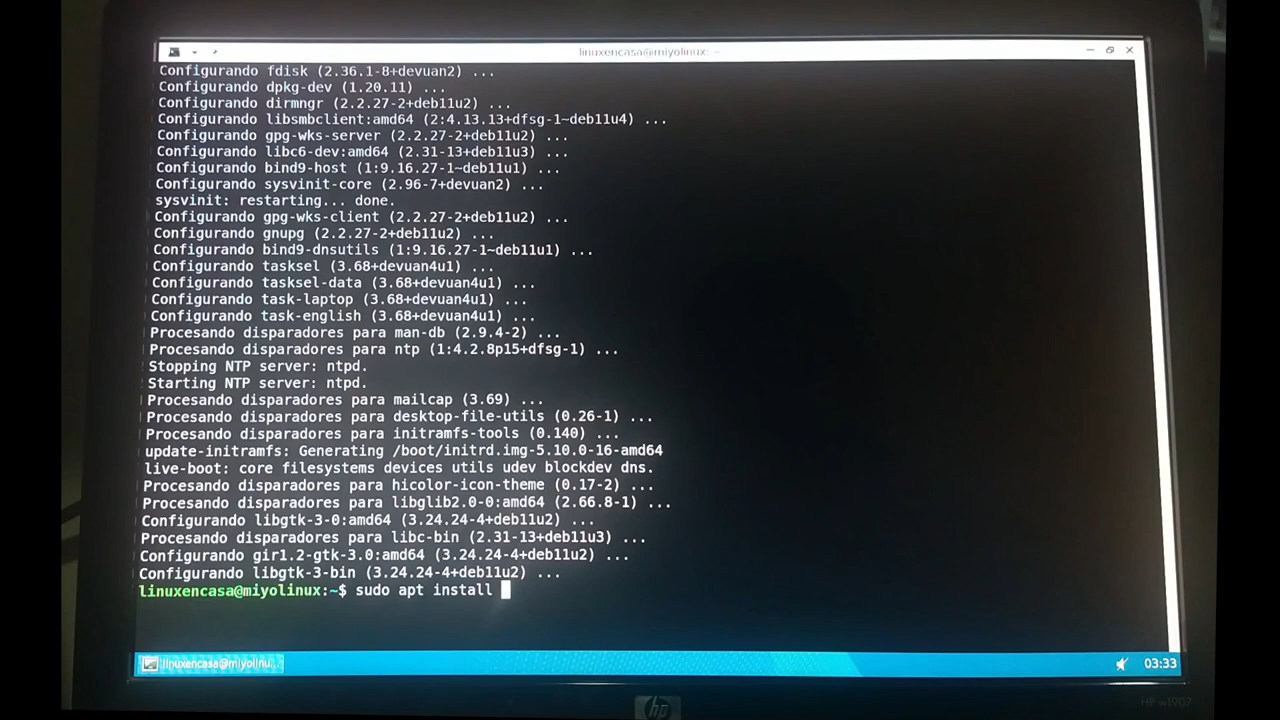 linuxencasa@miyolinux: ~
Configurando fdisk (2.36.1-8+devuan2) ...
Configurando dpkg-dev (1.20.11) ...
Configurando dirmngr (2.2.27-2+deb11u2) ...
Configurando libsmbclient:amd64 (2:4.13.13+dfsg-1~deb11u4) ...
Configurando gpg-wks-server (2.2.27-2+deb11u2) ...
Configurando libc6-dev:amd64 (2.31-13+deb11u3) ...
Configurando bind9-host (1:9.16.27-1~deb11u1) ...
Configurando sysvinit-core (2.96-7+devuan2) ...
sysvinit: restarting... done.
Configurando gpg-wks-client (2.2.27-2+deb11u2) ...
Configurando gnupg (2.2.27-2+deb11u2) ...
Configurando bind9-dnsutils (1:9.16.27-1~deb11u1) ...
Configurando tasksel (3.68+devuan4u1) ...
Configurando tasksel-data (3.68+devuan4u1) ...
Configurando task-laptop (3.68+devuan4u1) ...
Configurando task-english (3.68+devuan4u1) ...
Procesando disparadores para man-db (2.9.4-2) ...
Procesando disparadores para ntp (1:4.2.8p15+dfsg-1) ...
Stopping NTP server: ntpd.
Starting NTP server: ntpd.
Procesando disparadores para mailcap (3.69) ...
Procesando disparadores para desktop-file-utils (0.26-1) ...
Procesando disparadores para initramfs-tools (0.140) ...
update-initramfs: Generating /boot/initrd.img-5.10.0-16-amd64
live-boot: core filesystems devices utils udev blockdev dns.
Procesando disparadores para hicolor-icon-theme (0.17-2) ...
Procesando disparadores para libglib2.0-0:amd64 (2.66.8-1) ...
Configurando libgtk-3-0:amd64 (3.24.24-4+deb11u2) ...
Procesando disparadores para libc-bin (2.31-13+deb11u3) ...
Configurando gir1.2-gtk-3.0:amd64 (3.24.24-4+deb11u2) ...
Configurando libgtk-3-bin (3.24.24-4+deb11u2) ...
linuxencasa@miyolinux:~$ sudo apt install
linuxencasa@miyolinu...
03:33
hp
HP w1907